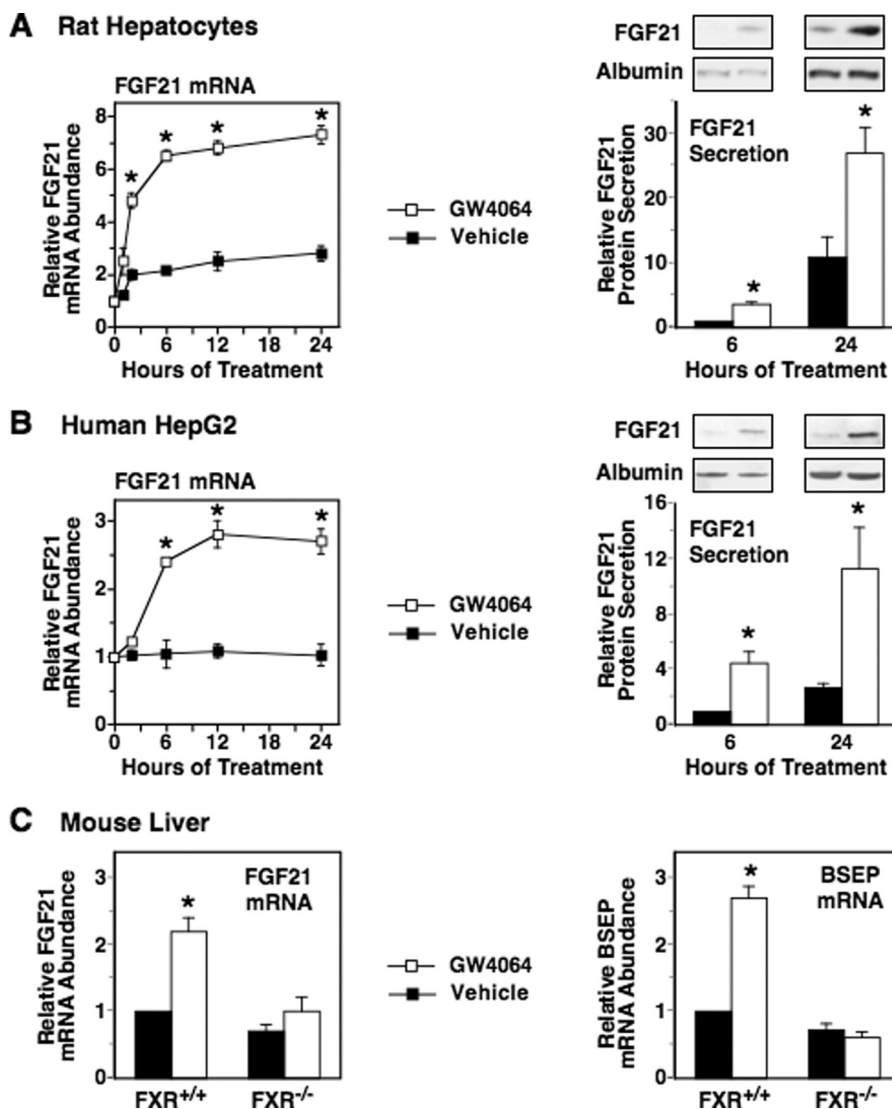 A Rat Hepatocytes
FGF21 mRNA
Relative FGF21
mRNA Abundance
8
6
4
2
0
0 6 12 18 24
Hours of Treatment
* * * * *
GW4064
Vehicle
FGF21
Albumin
FGF21
Secretion
Relative FGF21
Protein Secretion
30
20
10
0
* *
6 24
Hours of Treatment
B Human HepG2
FGF21 mRNA
Relative FGF21
mRNA Abundance
3
2
1
0
0 6 12 18 24
Hours of Treatment
* * *
GW4064
Vehicle
FGF21
Albumin
FGF21
Secretion
Relative FGF21
Protein Secretion
16
12
8
4
0
* *
6 24
Hours of Treatment
C Mouse Liver
FGF21
mRNA
Relative FGF21
mRNA Abundance
3
2
1
0
*
FXR+/+ FXR-/-
GW4064
Vehicle
BSEP
mRNA
Relative BSEP
mRNA Abundance
3
2
1
0
*
FXR+/+ FXR-/-